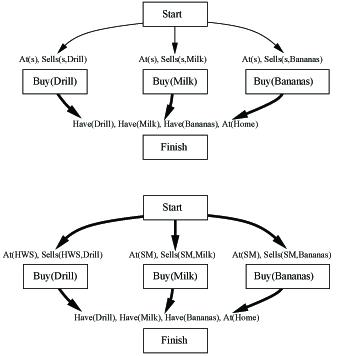 Start
At(s), Sells(s,Drill) At(s), Sells(s,Milk) At(s), Sells(s,Bananas)
Buy(Drill) Buy(Milk) Buy(Bananas)
Have(Drill), Have(Milk), Have(Bananas), At(Home)
Finish
Start
At(HWS), Sells(HWS,Drill) At(SM), Sells(SM,Milk) At(SM), Sells(SM,Bananas)
Buy(Drill) Buy(Milk) Buy(Bananas)
Have(Drill), Have(Milk), Have(Bananas), At(Home)
Finish